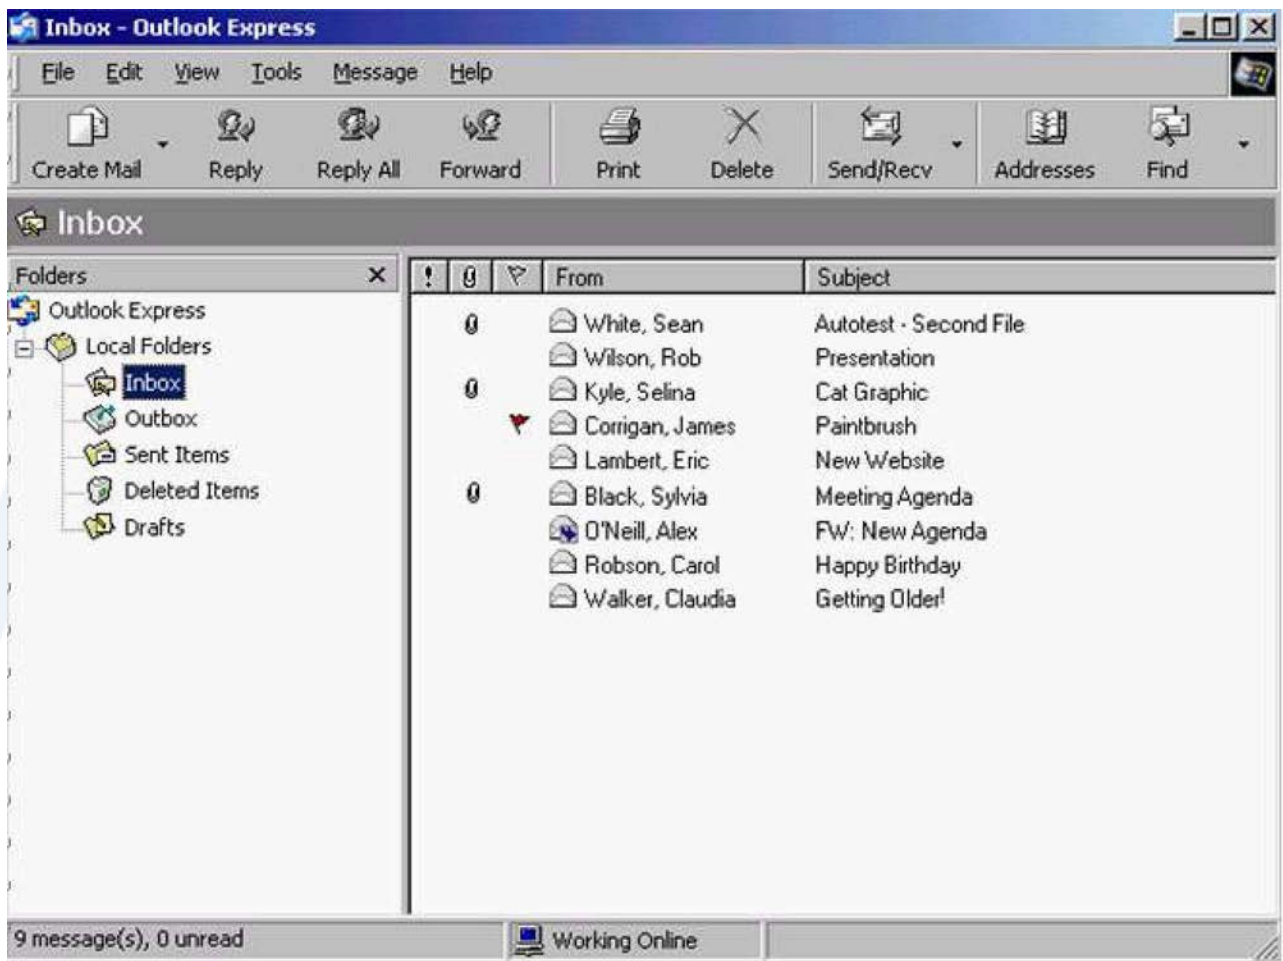 Inbox - Outlook Express
File Edit View Tools Message Help
Create Mail Reply Reply All Forward Print Delete Send/Recv Addresses Find
Inbox
Folders
Outlook Express
Local Folders
Inbox
Outbox
Sent Items
Deleted Items
Drafts
! From Subject
White, Sean Autotest - Second File
Wilson, Rob Presentation
Kyle, Selina Cat Graphic
Corrigan, James Paintbrush
Lambert, Eric New Website
Black, Sylvia Meeting Agenda
O'Neill, Alex FW: New Agenda
Robson, Carol Happy Birthday
Walker, Claudia Getting Older!
9 message(s), 0 unread Working Online